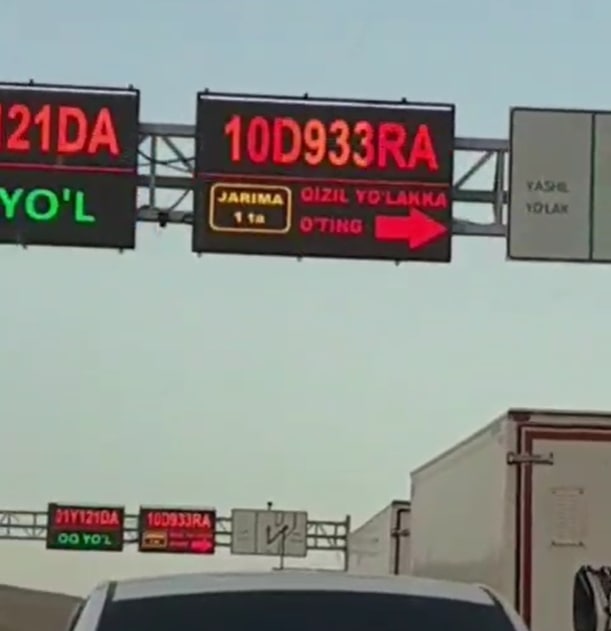 121DA
YO'L
10D933RA
JARIMA
1 ta
QIZIL YO'LAKKA
O'TING
YASHIL
YO'LAK
01Y121DA
OQ YO'L
10D933RA